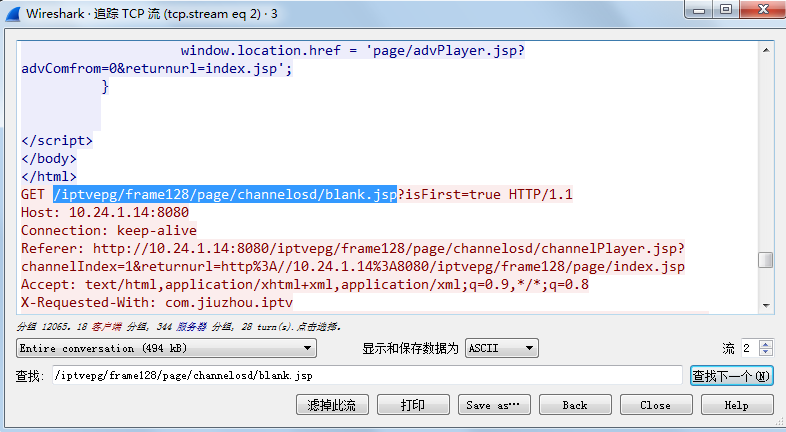 Wireshark · 追踪 TCP 流 (tcp.stream eq 2) · 3
window.location.href = 'page/advPlayer.jsp?
advComfrom=0&returnurl=index.jsp';
}
</script>
</body>
</html>
GET /iptvepg/frame128/page/channelosd/blank.jsp?isFirst=true HTTP/1.1
Host: 10.24.1.14:8080
Connection: keep-alive
Referer: http://10.24.1.14:8080/iptvepg/frame128/page/channelosd/channelPlayer.jsp?
channelIndex=1&returnurl=http%3A//10.24.1.14%3A8080/iptvepg/frame128/page/index.jsp
Accept: text/html,application/xhtml+xml,application/xml;q=0.9,*/*;q=0.8
X-Requested-With: com.jiuzhou.iptv
分组 12065. 18 客户端 分组, 344 服务器 分组, 28 turn(s).点击选择.
Entire conversation (494 kB) 显示和保存数据为 ASCII 流 2
查找: /iptvepg/frame128/page/channelosd/blank.jsp 查找下一个(N)
滤掉此流 打印 Save as… Back Close Help